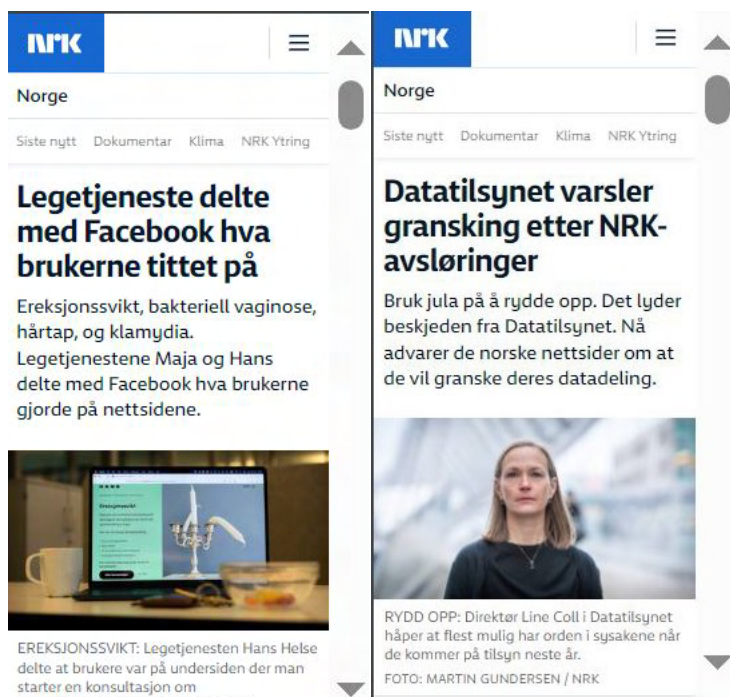 NRK
Norge
Siste nytt Dokumentar Klima NRK Ytring
Legetjeneste delte
med Facebook hva
brukerne tittet på
Ereksjonssvikt, bakteriell vaginose,
hårtap, og klamydia.
Legetjenestene Maja og Hans
delte med Facebook hva brukerne
gjorde på nettsidene.
Ereksjonssvikt
EREKSJONSSVIKT: Legetjenesten Hans Helse
delte at brukere var på undersiden der man
starter en konsultasjon om
NRK
Norge
Siste nytt Dokumentar Klima NRK Ytring
Datatilsynet varsler
gransking etter NRK-
avsløringer
Bruk jula på å rydde opp. Det lyder
beskjeden fra Datatilsynet. Nå
advarer de norske nettsider om at
de vil granske deres datadeling.
RYDD OPP: Direktør Line Coll i Datatilsynet
håper at flest mulig har orden i sysakene når
de kommer på tilsyn neste år.
FOTO: MARTIN GUNDERSEN / NRK